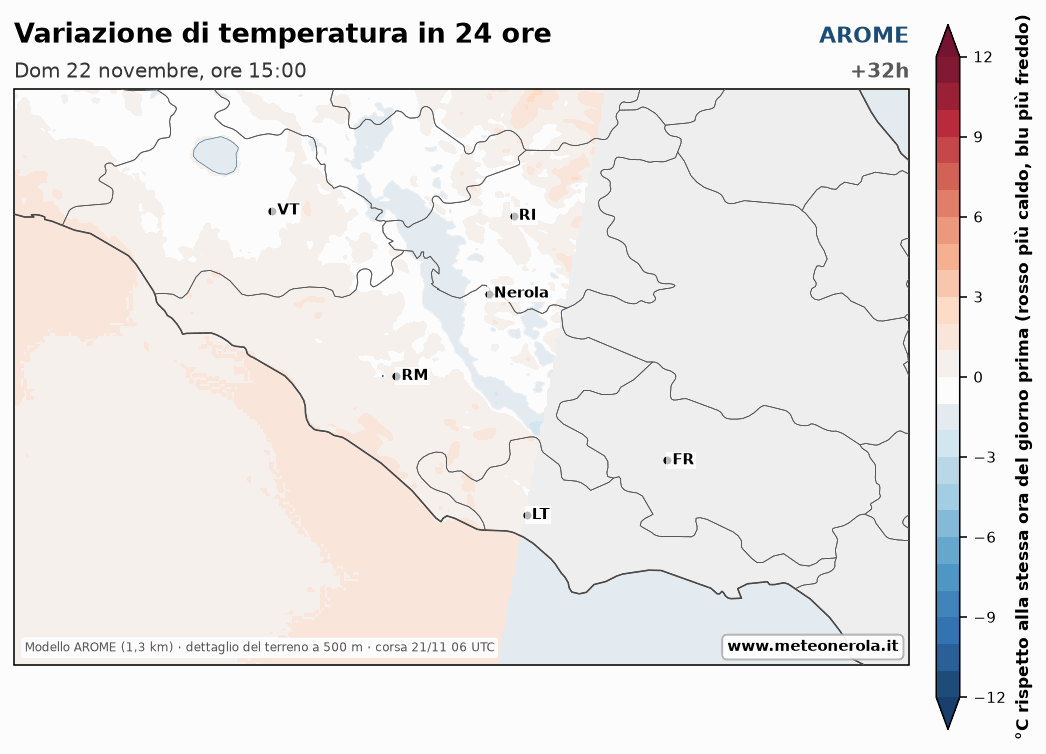 Variazione di temperatura in 24 ore
AROME
Dom 22 novembre, ore 15:00
+32h
VT
RI
Nerola
RM
FR
LT
Modello AROME (1,3 km) · dettaglio del terreno a 500 m · corsa 21/11 06 UTC
www.meteonerola.it
12
9
6
3
0
−3
−6
−9
−12
°C rispetto alla stessa ora del giorno prima (rosso più caldo, blu più freddo)